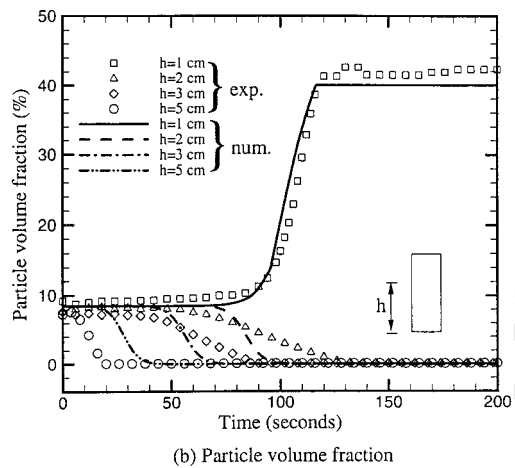 Particle volume fraction (%)
50
40
30
20
10
0
h=1 cm
h=2 cm
h=3 cm
h=5 cm
exp.
h=1 cm
h=2 cm
h=3 cm
h=5 cm
num.
h
0
50
100
150
200
Time (seconds)
(b) Particle volume fraction